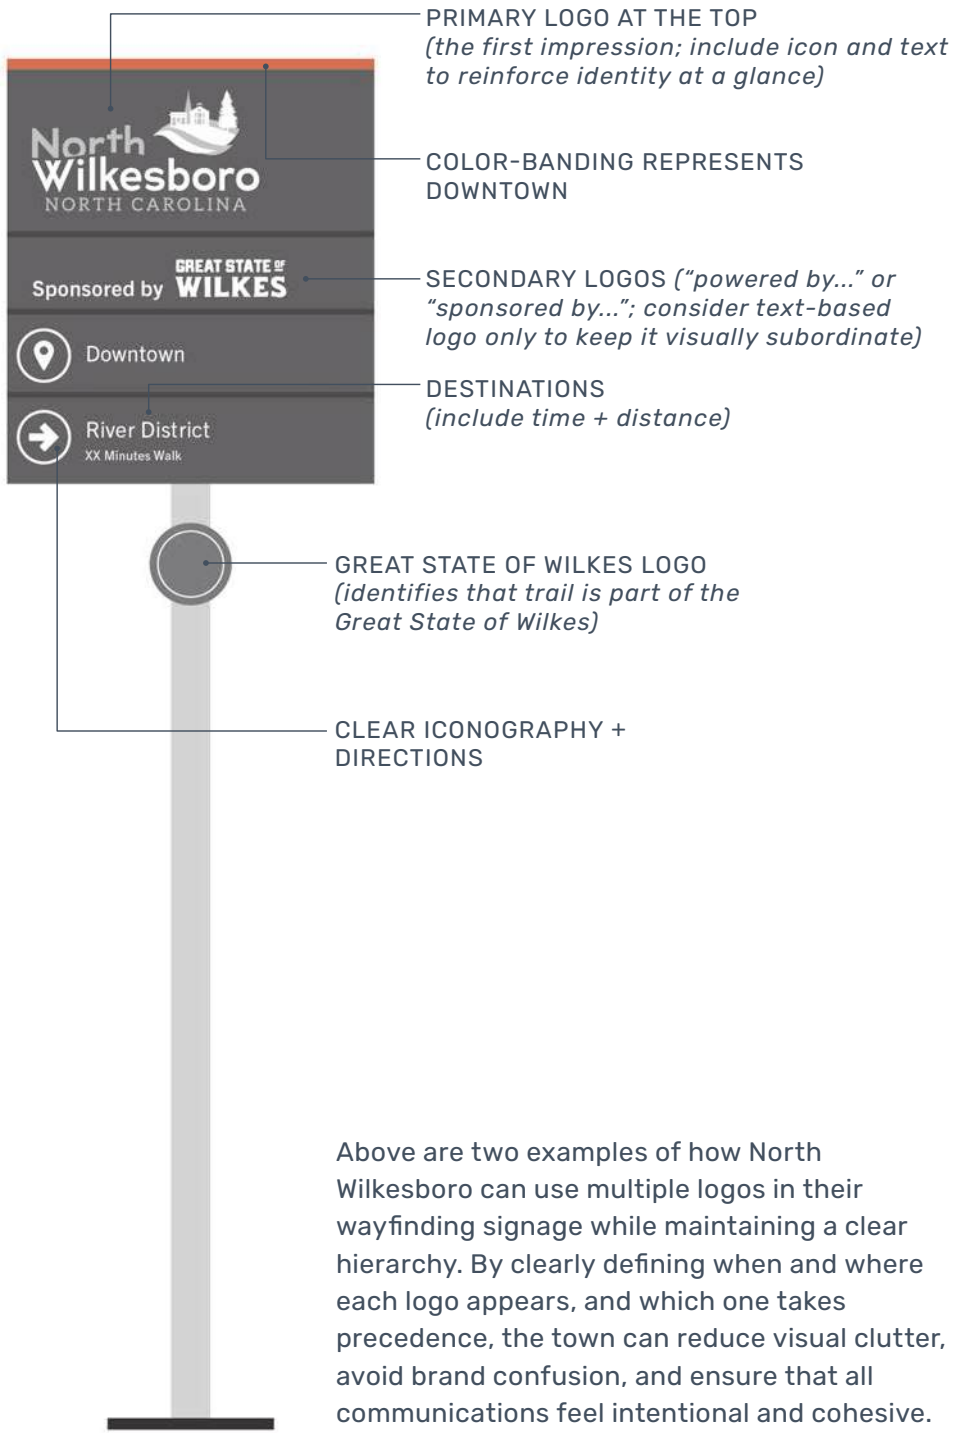 PRIMARY LOGO AT THE TOP
(the first impression; include icon and text
to reinforce identity at a glance)
North
Wilkesboro
NORTH CAROLINA
COLOR-BANDING REPRESENTS
DOWNTOWN
Sponsored by GREAT STATE OF
WILKES
SECONDARY LOGOS (“powered by...” or
“sponsored by...”; consider text-based
logo only to keep it visually subordinate)
Downtown
DESTINATIONS
(include time + distance)
River District
XX Minutes Walk
GREAT STATE OF WILKES LOGO
(identifies that trail is part of the
Great State of Wilkes)
CLEAR ICONOGRAPHY +
DIRECTIONS
Above are two examples of how North
Wilkesboro can use multiple logos in their
wayfinding signage while maintaining a clear
hierarchy. By clearly defining when and where
each logo appears, and which one takes
precedence, the town can reduce visual clutter,
avoid brand confusion, and ensure that all
communications feel intentional and cohesive.